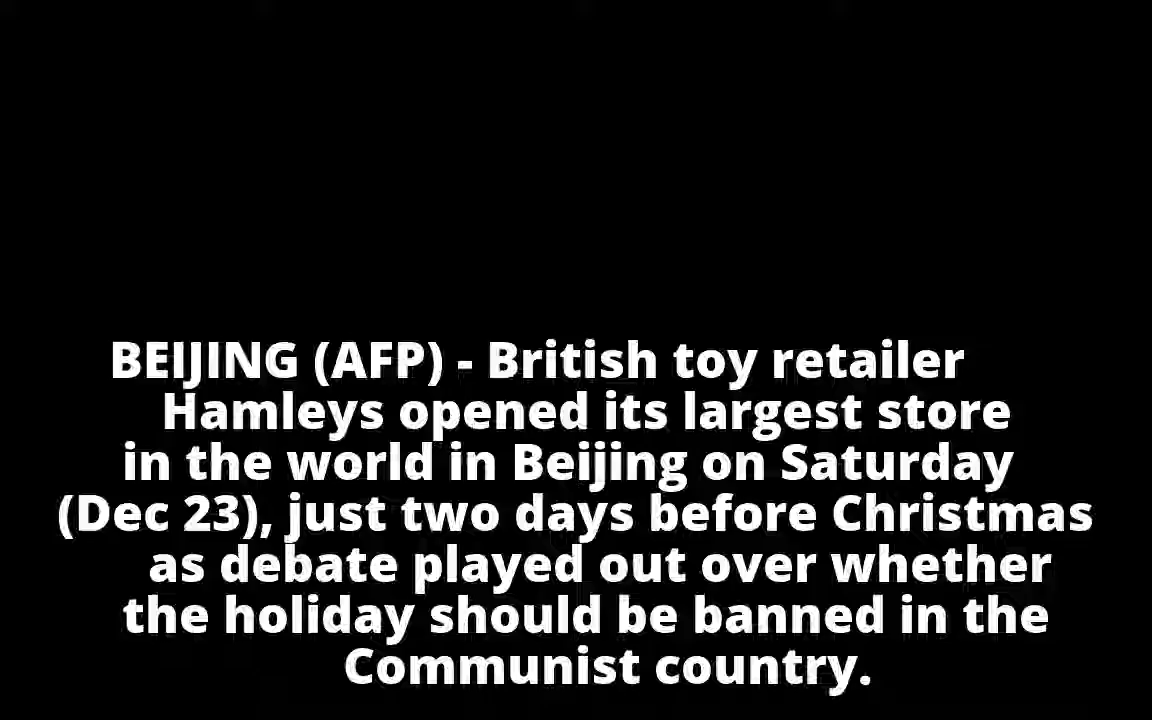 BEIJING (AFP) - British toy retailer
Hamleys opened its largest store
in the world in Beijing on Saturday
(Dec 23), just two days before Christmas
as debate played out over whether
the holiday should be banned in the
Communist country.